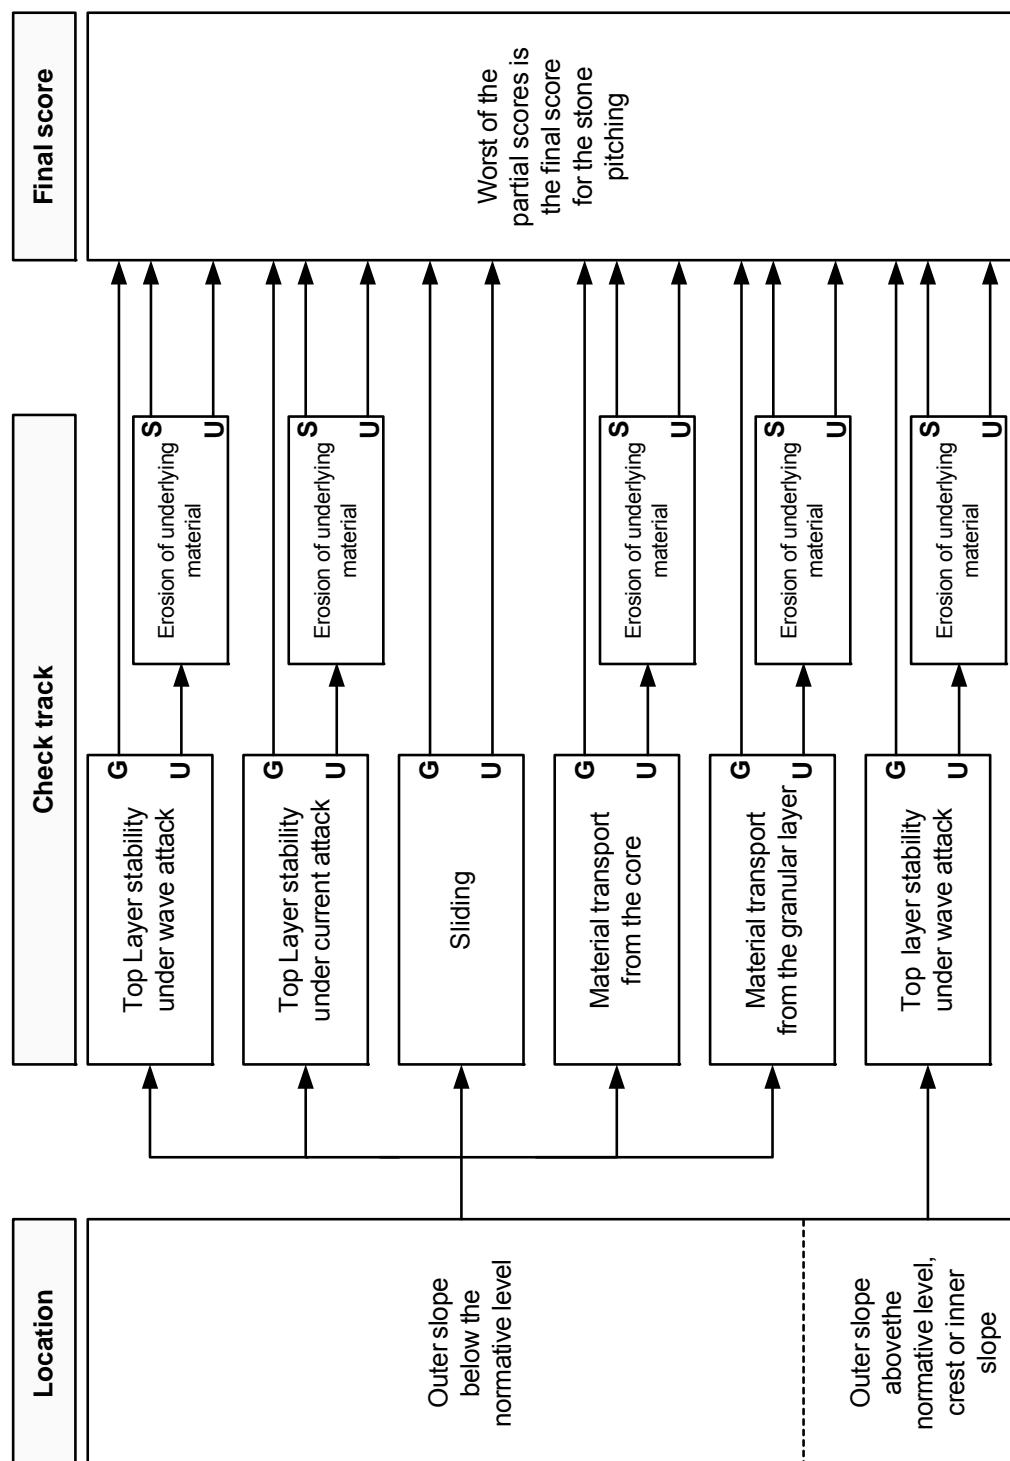 Location
Check track
Final score
Outer slope
below the
normative level
Outer slope
abovethe
normative level,
crest or inner
slope
Top Layer stability
under wave attack
G
U
Erosion of underlying
material
S
U
Top Layer stability
under current attack
G
U
Erosion of underlying
material
S
U
Sliding
G
U
Material transport
from the core
G
U
Erosion of underlying
material
S
U
Material transport
from the granular layer
G
U
Erosion of underlying
material
S
U
Top layer stability
under wave attack
G
U
Erosion of underlying
material
S
U
Worst of the
partial scores is
the final score
for the stone
pitching